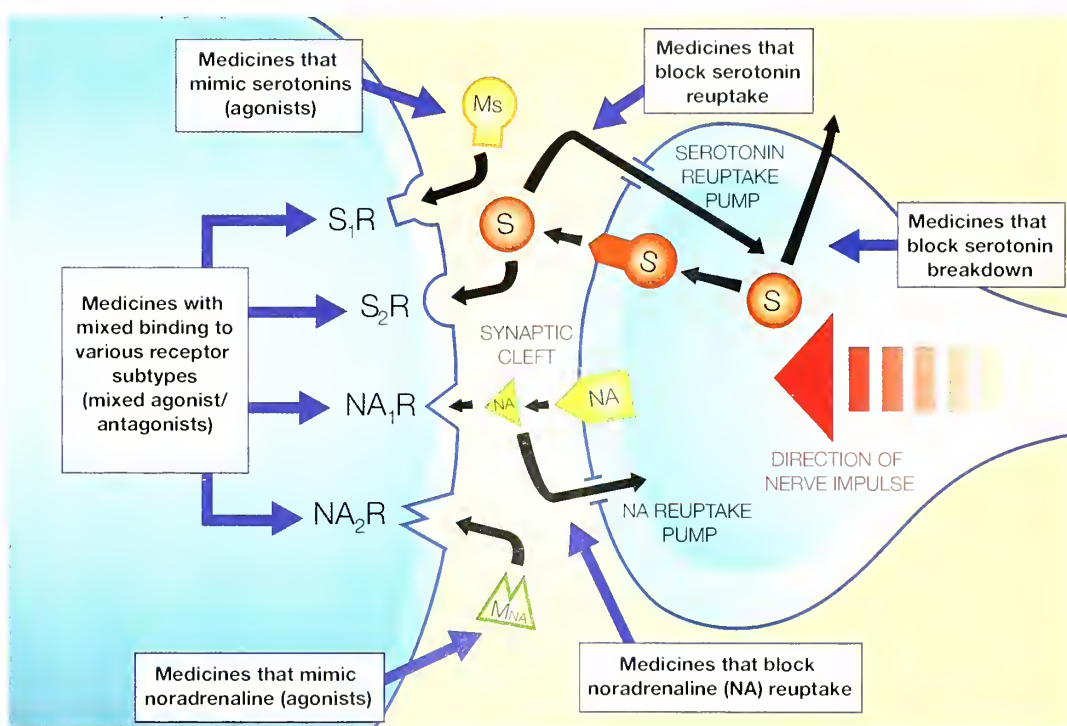 Medicines that
mimic serotonins
(agonists)
Medicines that
block serotonin
reuptake
Ms
SEROTONIN
REUPTAKE
PUMP
S₁R
S
S
S
Medicines that
block serotonin
breakdown
Medicines with
mixed binding to
various receptor
subtypes
(mixed agonist/
antagonists)
S₂R
SYNAPTIC
CLEFT
NA₁R
NA
NA
DIRECTION OF
NERVE IMPULSE
NA₂R
NA REUPTAKE
PUMP
MNA
Medicines that mimic
noradrenaline (agonists)
Medicines that block
noradrenaline (NA) reuptake